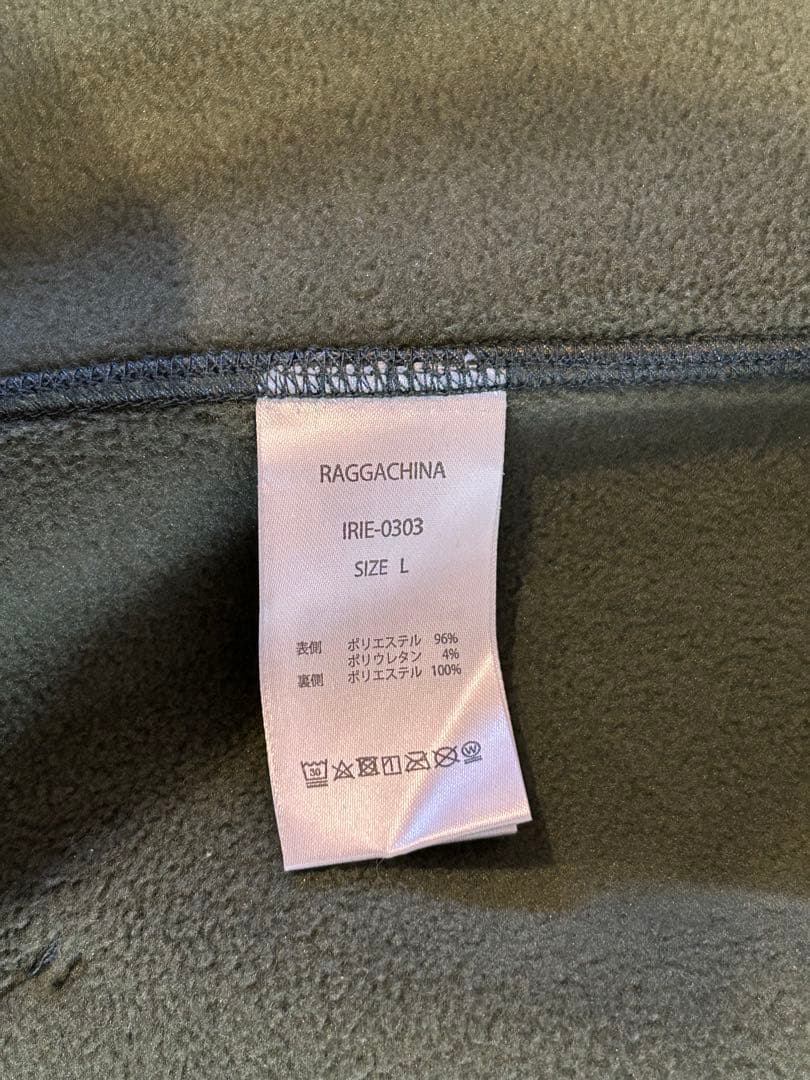 RAGGACHINA
IRIE-0303
SIZE L
表側 ポリエステル 96%
ポリウレタン 4%
裏側 ポリエステル 100%
30
W